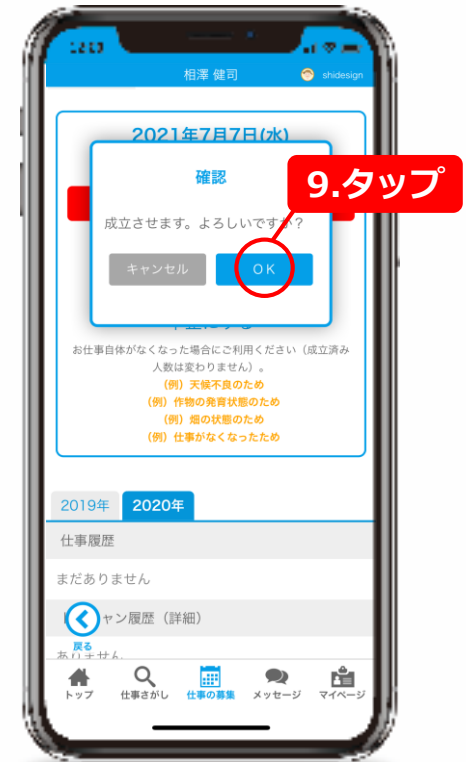 12:13
相澤 健司
shidesign
2021年7月7日(水)
確認
9.タップ
成立させます。よろしいですか？
キャンセル
OK
お仕事自体がなくなった場合にご利用ください（成立済み
人数は変わりません）。
（例）天候不良のため
（例）作物の発育状態のため
（例）畑の状態のため
（例）仕事がなくなったため
2019年
2020年
仕事履歴
まだありません
ャン履歴（詳細）
戻る
ありません
トップ
仕事さがし
仕事の募集
メッセージ
マイページ